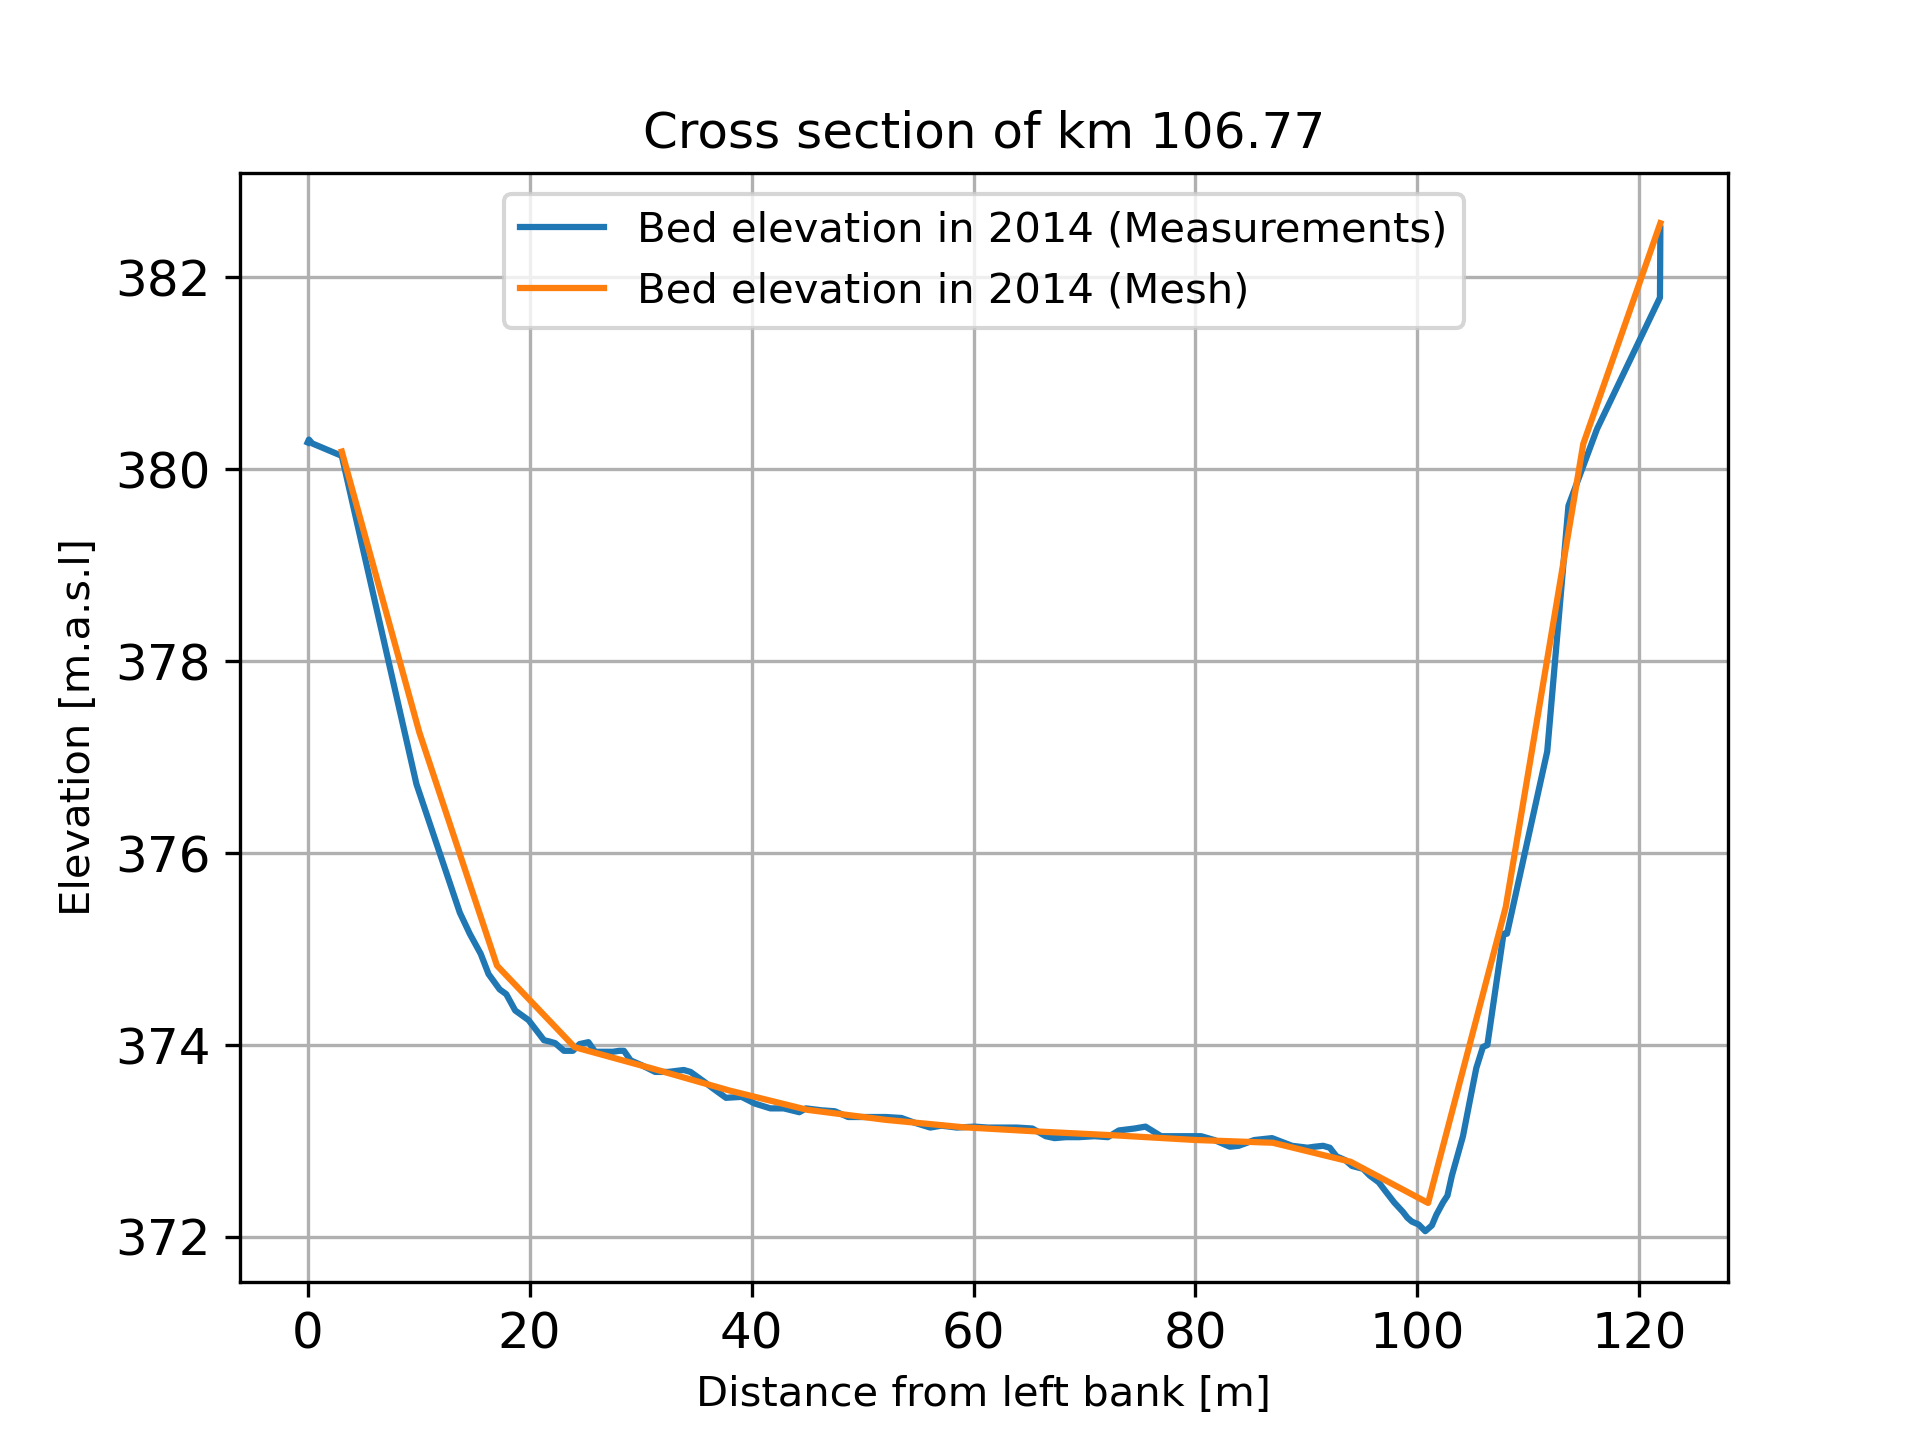 Cross section of km 106.77
Bed elevation in 2014 (Measurements)
Bed elevation in 2014 (Mesh)
382
380
378
376
374
372
Elevation [m.a.s.l]
0 20 40 60 80 100 120
Distance from left bank [m]